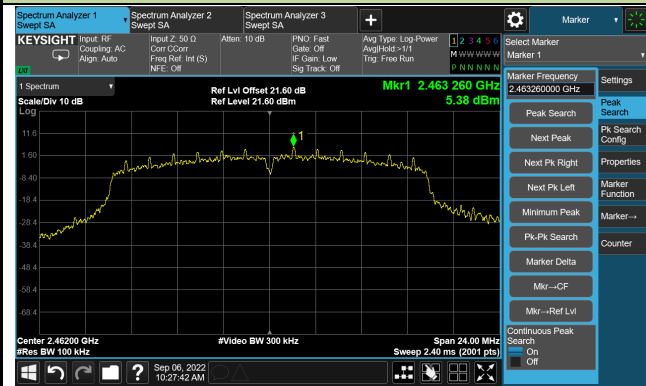 Spectrum Analyzer 1
Swept SA
Spectrum Analyzer 2
Swept SA
Spectrum Analyzer 3
Swept SA
Marker
KEYSIGHT
Input: RF
Coupling: AC
Align: Auto
Input Z: 50 Ω
Corr CCorr
Freq Ref: Int (S)
NFE: Off
Atten: 10 dB
PNO: Fast
Gate: Off
IF Gain: Low
Sig Track: Off
Avg Type: Log-Power
Avg|Hold:>1/1
Trig: Free Run
1 2 3 4 5 6
M W W W W W
P N N N N N
LXI
Select Marker
Marker 1
1 Spectrum
Scale/Div 10 dB
Log
Ref Lvl Offset 21.60 dB
Ref Level 21.60 dBm
Mkr1 2.463 260 GHz
5.38 dBm
11.6
1.60
-8.40
-18.4
-28.4
-38.4
-48.4
-58.4
-68.4
1
Center 2.46200 GHz
#Res BW 100 kHz
#Video BW 300 kHz
Span 24.00 MHz
Sweep 2.40 ms (2001 pts)
Marker Frequency
2.463260000 GHz
Peak Search
Next Peak
Next Pk Right
Next Pk Left
Minimum Peak
Pk-Pk Search
Marker Delta
Mkr→CF
Mkr→Ref Lvl
Continuous Peak
Search
On
Off
Settings
Peak
Search
Pk Search
Config
Properties
Marker
Function
Marker→
Counter
Sep 06, 2022
10:27:42 AM